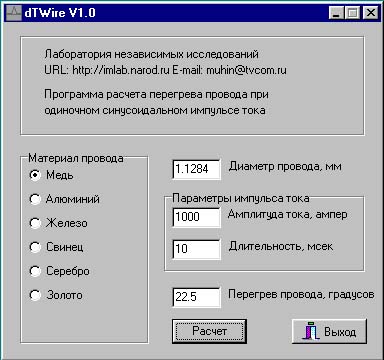 dTWire V1.0
Лаборатория независимых исследований
URL: http://imlab.narod.ru E-mail: muhin@tvcom.ru
Программа расчета перегрева провода при
одиночном синусоидальном импульсе тока
Материал провода
Медь
Алюминий
Железо
Свинец
Серебро
Золото
1.1284 Диаметр провода, мм
Параметры импульса тока
1000 Амплитуда тока, ампер
10 Длительность, мсек
22.5 Перегрев провода, градусов
Расчет
Выход